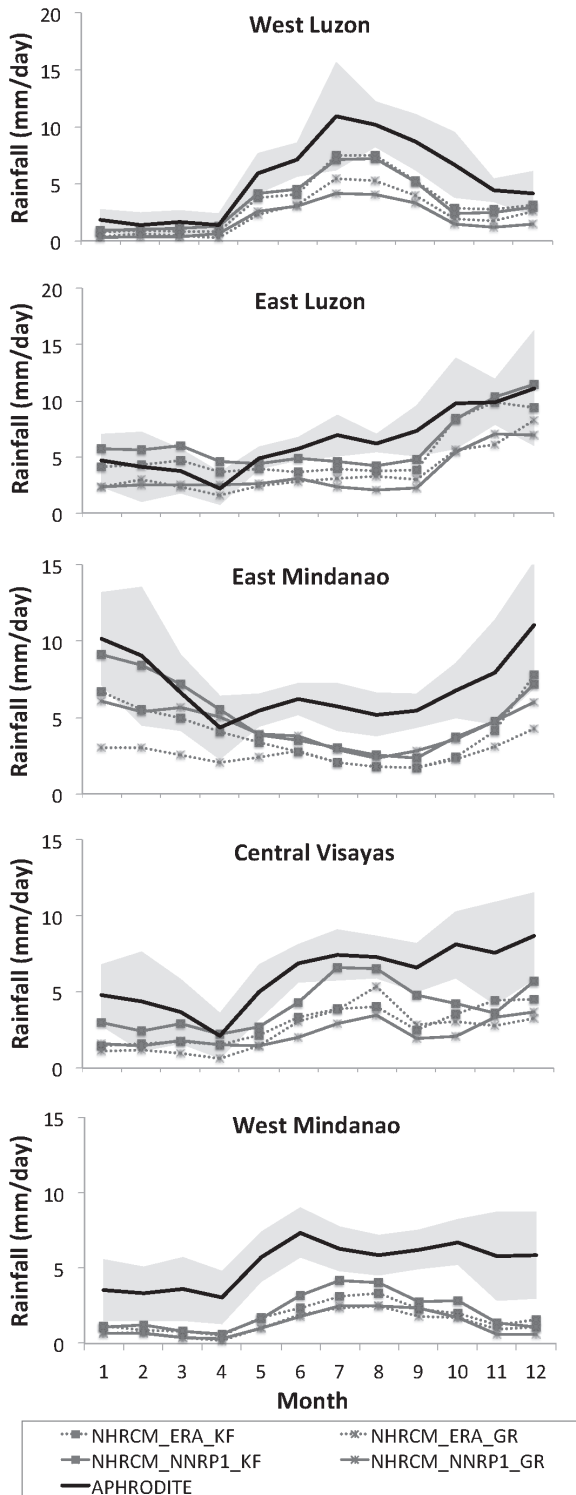 West Luzon
Rainfall (mm/day)
20
15
10
5
0
East Luzon
Rainfall (mm/day)
20
15
10
5
0
East Mindanao
Rainfall (mm/day)
15
10
5
0
Central Visayas
Rainfall (mm/day)
15
10
5
0
West Mindanao
Rainfall (mm/day)
15
10
5
0
1 2 3 4 5 6 7 8 9 10 11 12
Month
NHRCM_ERA_KF NHRCM_ERA_GR
NHRCM_NNRP1_KF NHRCM_NNRP1_GR
APHRODITE